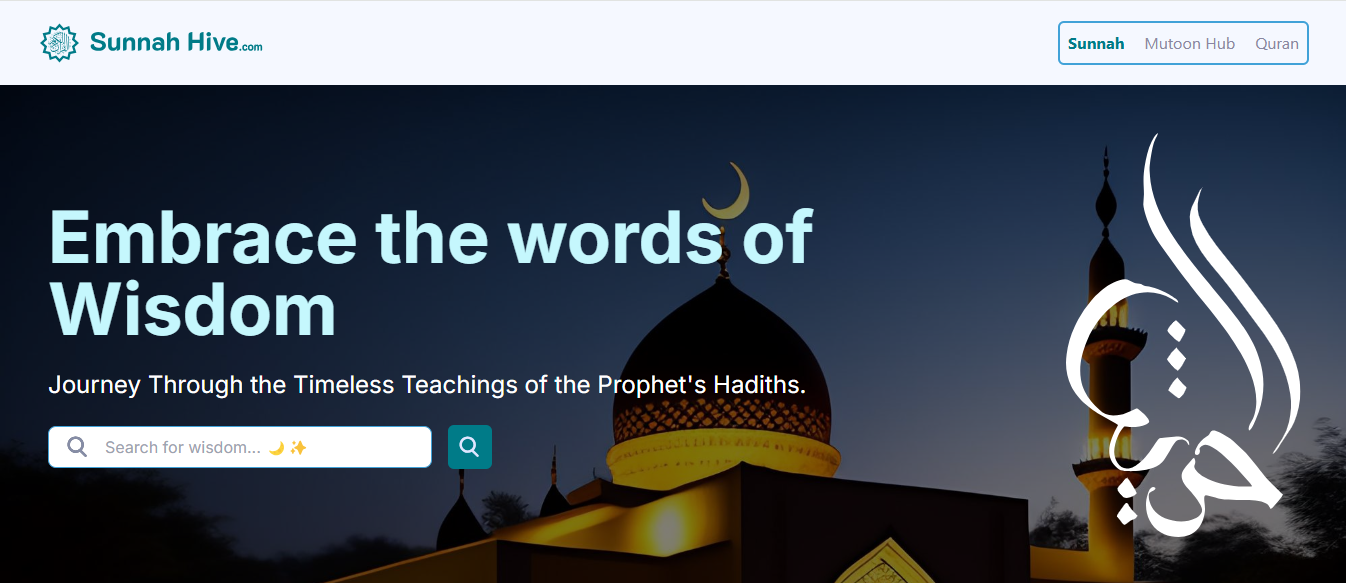 Sunnah Hive.com
Sunnah Mutoon Hub Quran
Embrace the words of
Wisdom
Journey Through the Timeless Teachings of the Prophet's Hadiths.
Search for wisdom... 🌙 ✨